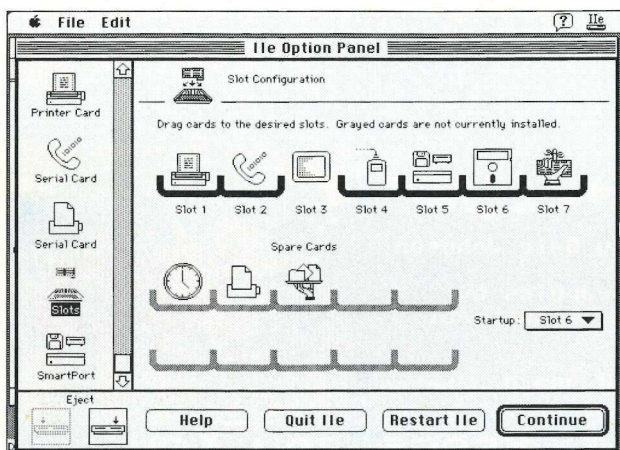 File Edit
? IIe
IIe Option Panel
Printer Card
Serial Card
Serial Card
Slots
SmartPort
Slot Configuration
Drag cards to the desired slots. Grayed cards are not currently installed.
Slot 1 Slot 2 Slot 3 Slot 4 Slot 5 Slot 6 Slot 7
Spare Cards
Startup: Slot 6
Eject
Help Quit IIe Restart IIe Continue